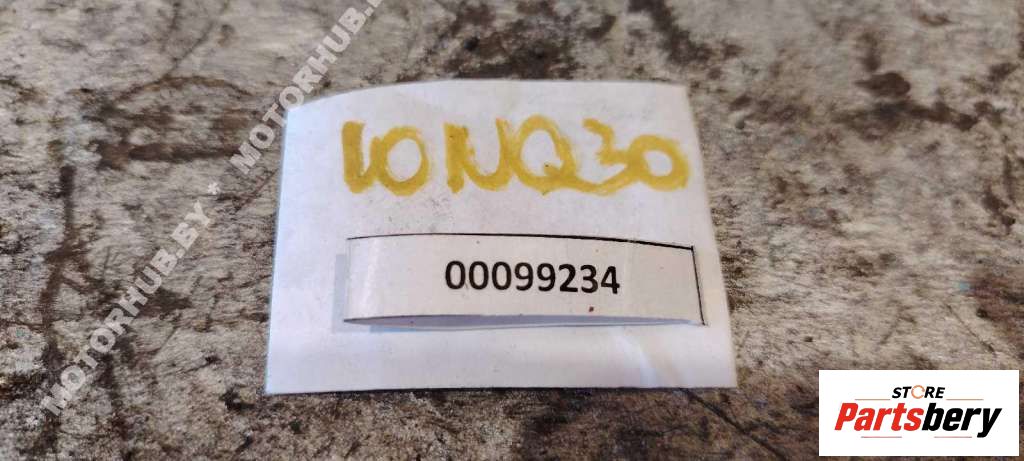 MOTORHUB.BY * MOTORHUB.BY
10NQ30
00099234
STORE
Partsbery